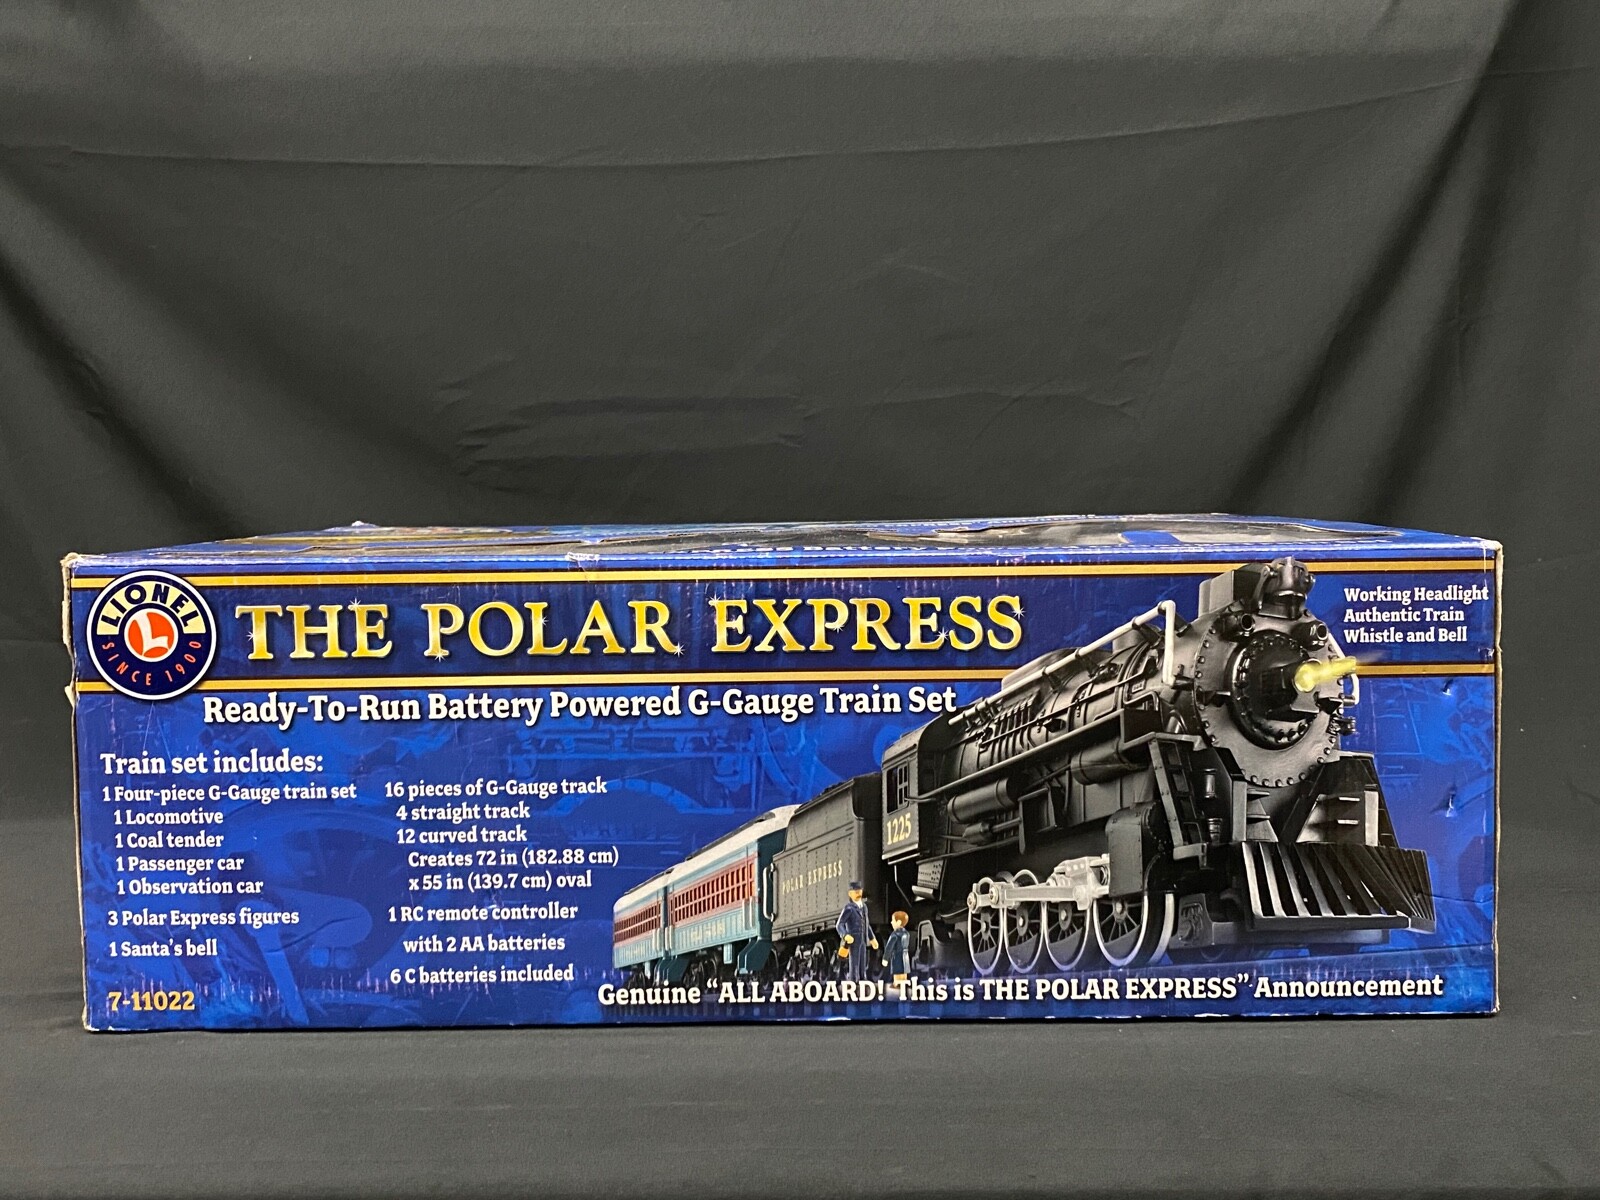 LIONEL
SINCE 1900
L
THE POLAR EXPRESS
Ready-To-Run Battery Powered G-Gauge Train Set
Working Headlight
Authentic Train
Whistle and Bell
Train set includes:
1 Four-piece G-Gauge train set
1 Locomotive
1 Coal tender
1 Passenger car
1 Observation car
3 Polar Express figures
1 Santa's bell
7-11022
16 pieces of G-Gauge track
4 straight track
12 curved track
Creates 72 in (182.88 cm)
x 55 in (139.7 cm) oval
1 RC remote controller
with 2 AA batteries
6 C batteries included
1225
POLAR EXPRESS
Genuine “ALL ABOARD! This is THE POLAR EXPRESS” Announcement